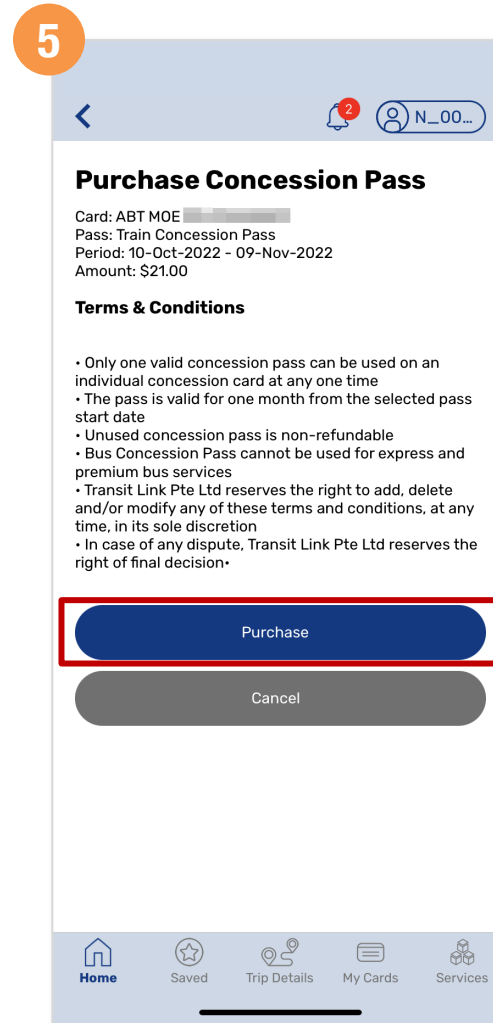 5
2
N_00...
Purchase Concession Pass
Card: ABT MOE
Pass: Train Concession Pass
Period: 10-Oct-2022 - 09-Nov-2022
Amount: $21.00
Terms & Conditions
• Only one valid concession pass can be used on an
individual concession card at any one time
• The pass is valid for one month from the selected pass
start date
• Unused concession pass is non-refundable
• Bus Concession Pass cannot be used for express and
premium bus services
• Transit Link Pte Ltd reserves the right to add, delete
and/or modify any of these terms and conditions, at any
time, in its sole discretion
• In case of any dispute, Transit Link Pte Ltd reserves the
right of final decision•
Purchase
Cancel
Home Saved Trip Details My Cards Services